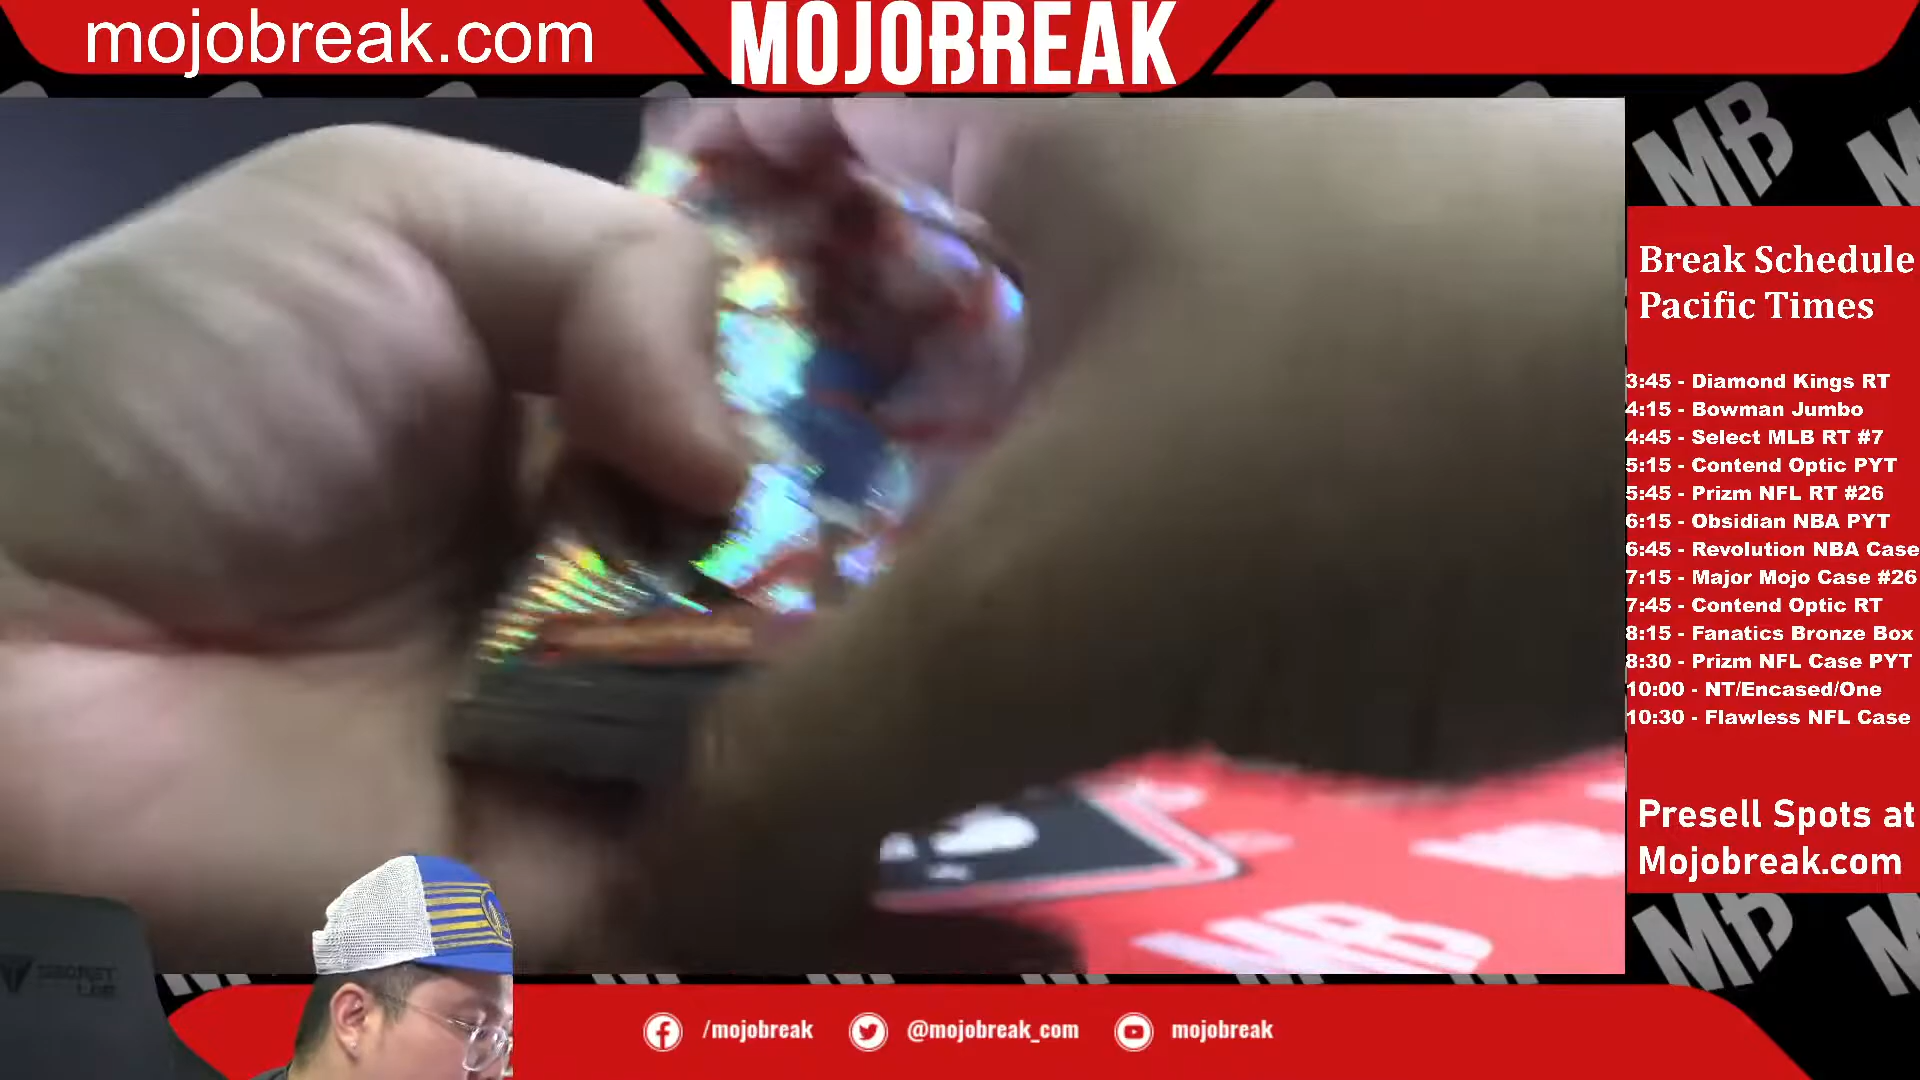 mojobreak.com
MOJOBREAK
MB
Break Schedule
Pacific Times
3:45 - Diamond Kings RT
4:15 - Bowman Jumbo
4:45 - Select MLB RT #7
5:15 - Contend Optic PYT
5:45 - Prizm NFL RT #26
6:15 - Obsidian NBA PYT
6:45 - Revolution NBA Case
7:15 - Major Mojo Case #26
7:45 - Contend Optic RT
8:15 - Fanatics Bronze Box
8:30 - Prizm NFL Case PYT
10:00 - NT/Encased/One
10:30 - Flawless NFL Case
Presell Spots at
Mojobreak.com
MB
MB
/mojobreak
@mojobreak_com
mojobreak